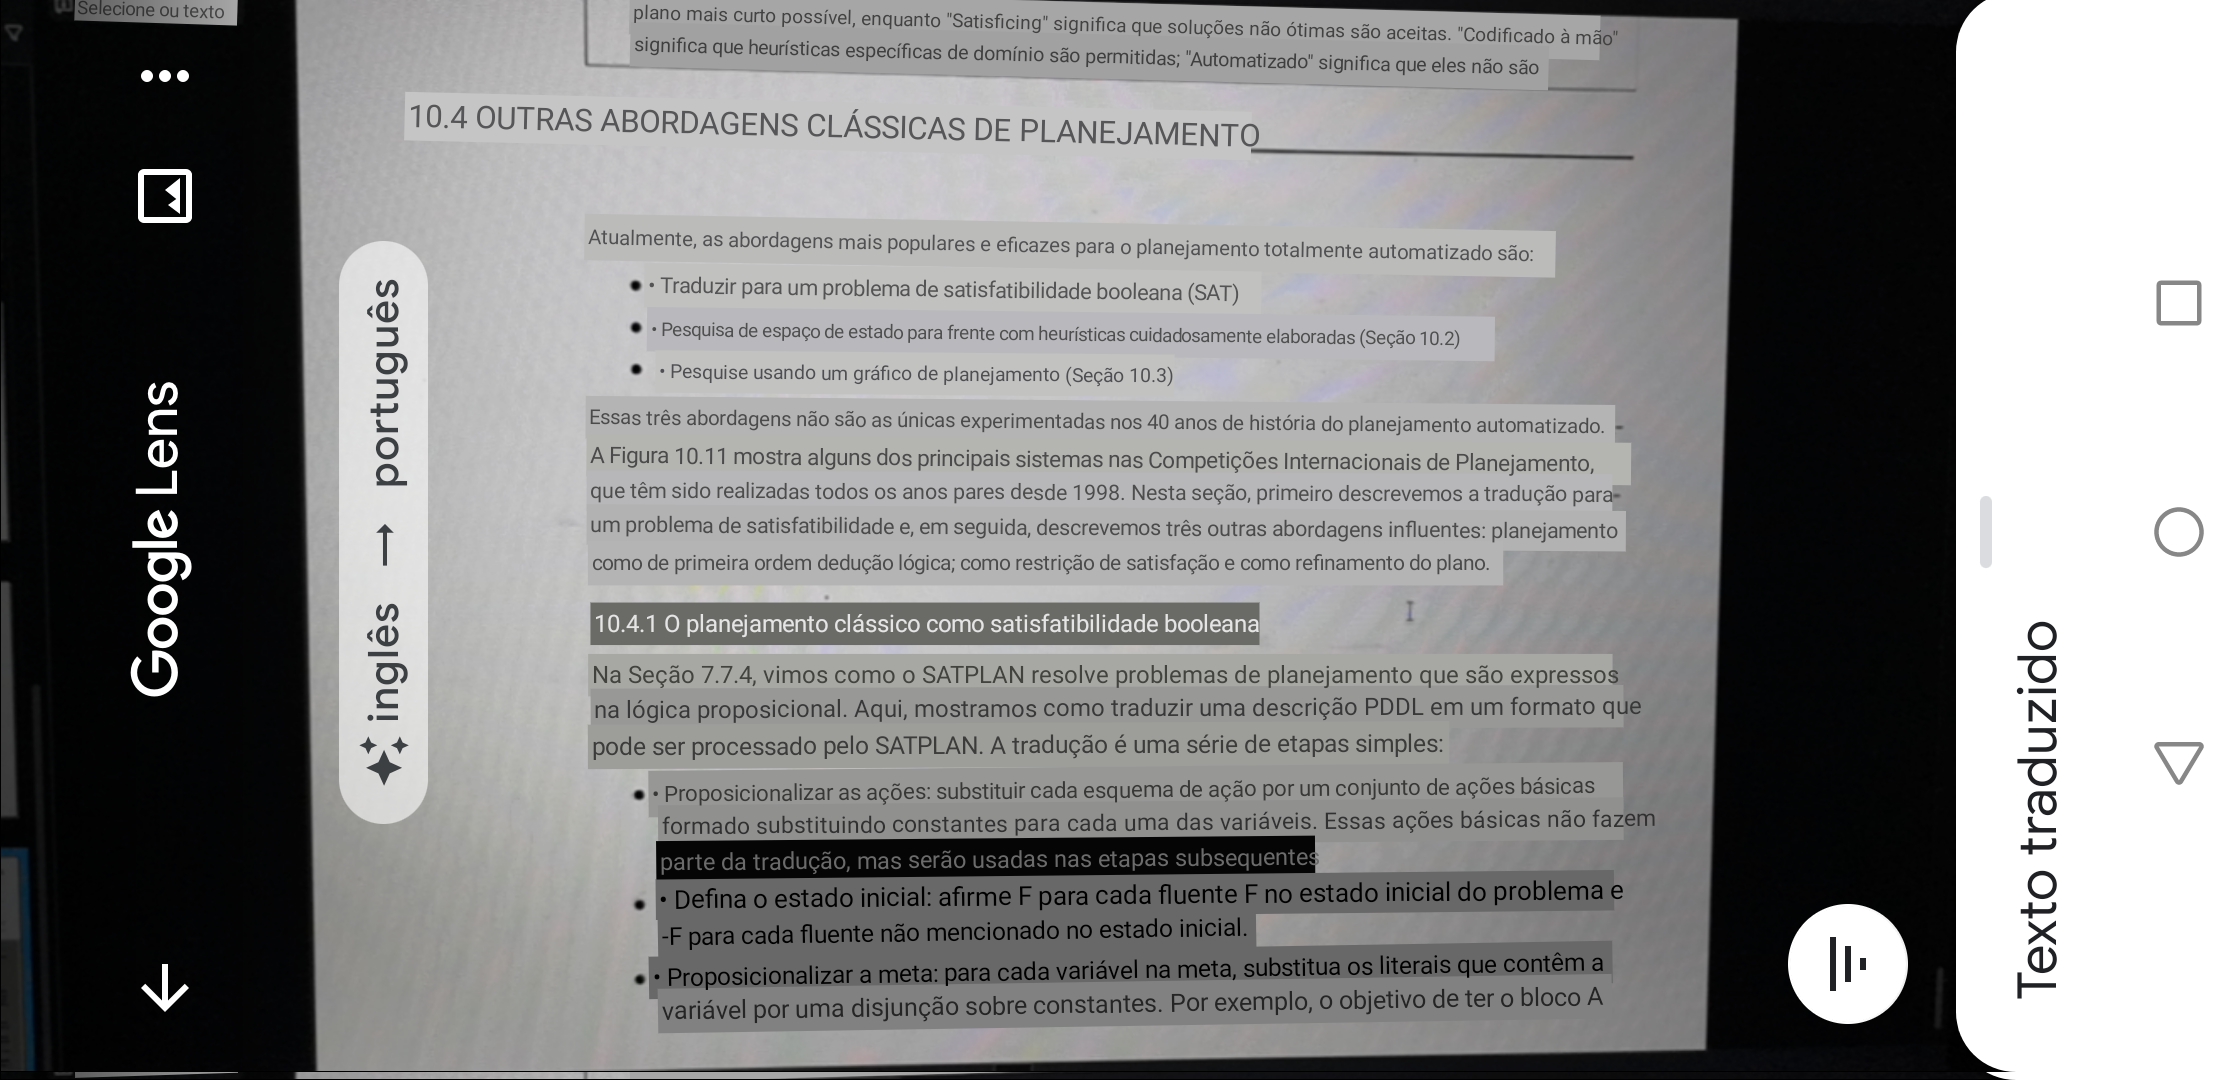 Selecione ou texto
plano mais curto possível, enquanto "Satisficing" significa que soluções não ótimas são aceitas. "Codificado à mão"
significa que heurísticas específicas de domínio são permitidas; "Automatizado" significa que eles não são
10.4 OUTRAS ABORDAGENS CLÁSSICAS DE PLANEJAMENTO
Atualmente, as abordagens mais populares e eficazes para o planejamento totalmente automatizado são:
• Traduzir para um problema de satisfatibilidade booleana (SAT)
• Pesquisa de espaço de estado para frente com heurísticas cuidadosamente elaboradas (Seção 10.2)
• Pesquise usando um gráfico de planejamento (Seção 10.3)
Essas três abordagens não são as únicas experimentadas nos 40 anos de história do planejamento automatizado.
A Figura 10.11 mostra alguns dos principais sistemas nas Competições Internacionais de Planejamento,
que têm sido realizadas todos os anos pares desde 1998. Nesta seção, primeiro descrevemos a tradução para
um problema de satisfatibilidade e, em seguida, descrevemos três outras abordagens influentes: planejamento
como de primeira ordem dedução lógica; como restrição de satisfação e como refinamento do plano.
10.4.1 O planejamento clássico como satisfatibilidade booleana
Na Seção 7.7.4, vimos como o SATPLAN resolve problemas de planejamento que são expressos
na lógica proposicional. Aqui, mostramos como traduzir uma descrição PDDL em um formato que
pode ser processado pelo SATPLAN. A tradução é uma série de etapas simples:
• Proposicionalizar as ações: substituir cada esquema de ação por um conjunto de ações básicas
formado substituindo constantes para cada uma das variáveis. Essas ações básicas não fazem
parte da tradução, mas serão usadas nas etapas subsequentes
• Defina o estado inicial: afirme F para cada fluente F no estado inicial do problema e
-F para cada fluente não mencionado no estado inicial.
• Proposicionalizar a meta: para cada variável na meta, substitua os literais que contêm a
variável por uma disjunção sobre constantes. Por exemplo, o objetivo de ter o bloco A
Google Lens
inglês → português
Texto traduzido